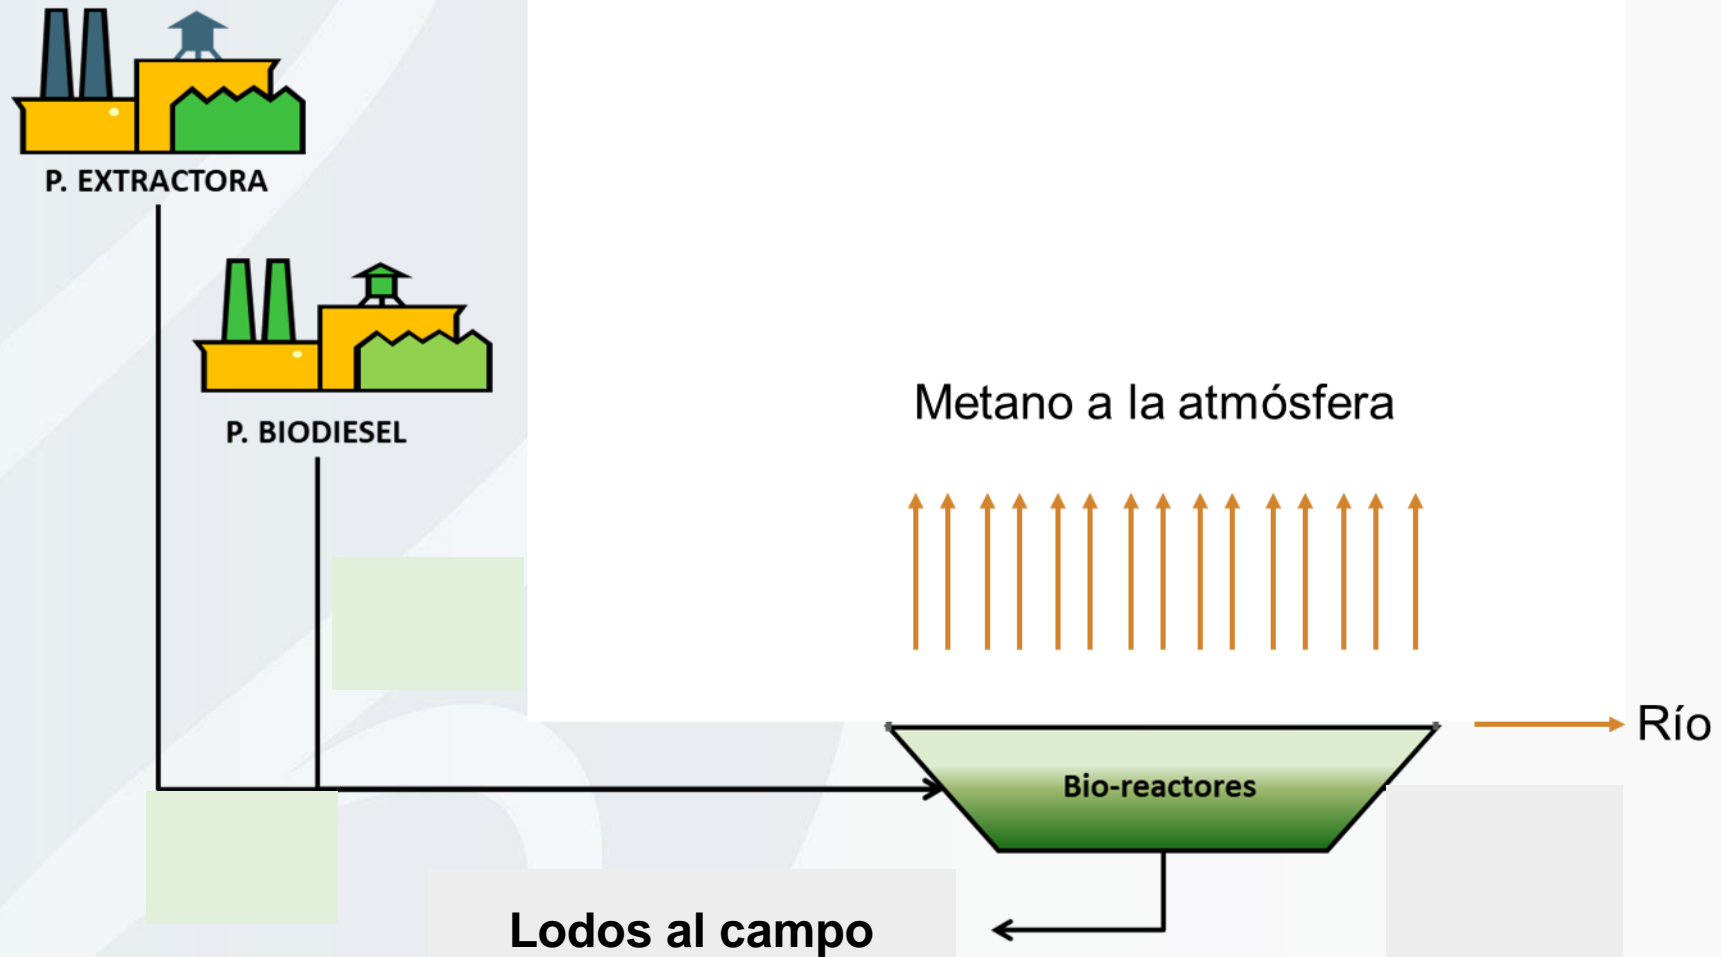 P. EXTRACTORA
P. BIODIESEL
Metano a la atmósfera
Río
Bio-reactores
Lodos al campo